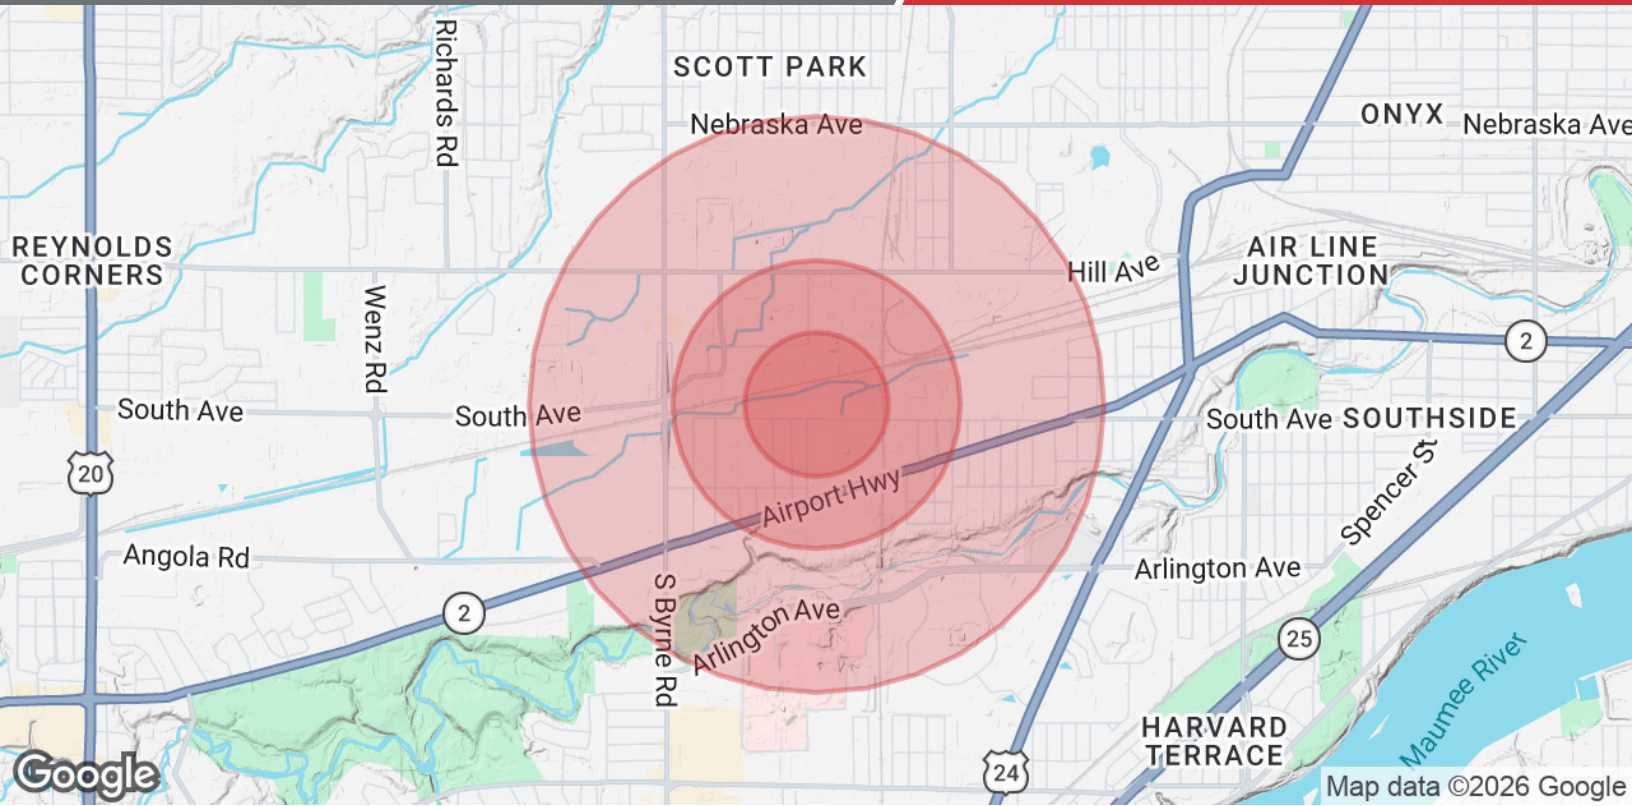 Richards Rd
SCOTT PARK
Nebraska Ave
ONYX
Nebraska Ave
REYNOLDS
CORNERS
AIR LINE
JUNCTION
Hill Ave
Wenz Rd
2
South Ave
South Ave
South Ave
SOUTHSIDE
20
Spencer St
Airport Hwy
Angola Rd
Arlington Ave
2
S Byrne Rd
Arlington Ave
25
Maumee River
HARVARD
TERRACE
24
Google
Map data ©2026 Google